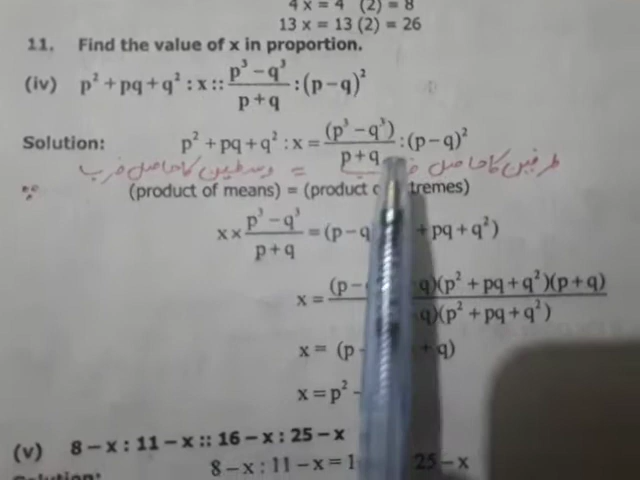 4 x = 4 (2) = 8
13 x = 13 (2) = 26
11. Find the value of x in proportion.
(iv) p² + pq + q² : x :: (p³ − q³)/(p + q) : (p − q)²
Solution: p² + pq + q² : x = (p³ − q³)/(p + q) : (p − q)²
طرفین کا حاصل = وسطین کا حاصل ضرب
∵ (product of means) = (product tremes)
x × (p³ − q³)/(p + q) = (p − q + pq + q²)
x = (p − q)(p² + pq + q²)(p + q) / q)(p² + pq + q²)
x = (p + q)
x = p² -
(v) 8 − x : 11 − x :: 16 − x : 25 − x
Solution: 8 − x : 11 − x = 1 25 − x